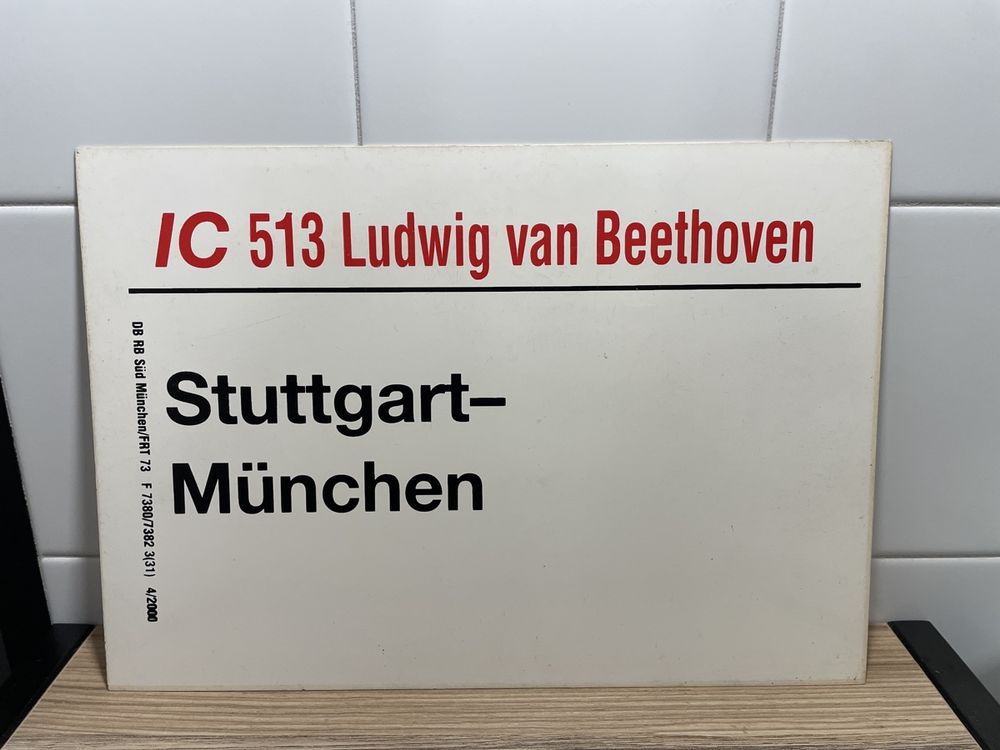 IC 513 Ludwig van Beethoven
Stuttgart–
München
DB RB Süd München/FRT 73 F 7380/7382 3(31) 4/2000